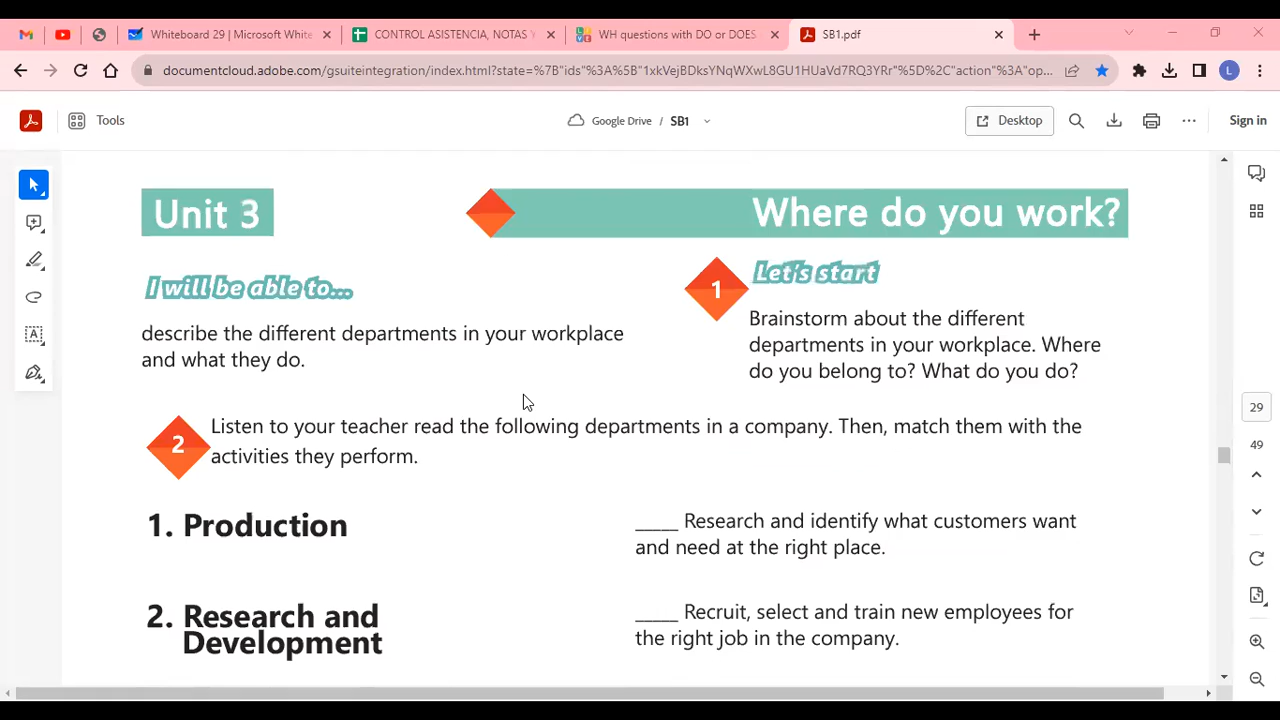 Whiteboard 29 | Microsoft White
CONTROL ASISTENCIA, NOTAS Y
WH questions with DO or DOES
SB1.pdf
documentcloud.adobe.com/gsuiteintegration/index.html?state=%7B"ids"%3A%5B"1xkVejBDksYNqWXwL8GU1HUaVd7RQ3YRr"%5D%2C"action"%3A"op...
L
Tools
Google Drive / SB1
Desktop
Sign in
Unit 3
Where do you work?
I will be able to...
describe the different departments in your workplace
and what they do.
1
Let's start
Brainstorm about the different
departments in your workplace. Where
do you belong to? What do you do?
2
Listen to your teacher read the following departments in a company. Then, match them with the
activities they perform.
1. Production
_____ Research and identify what customers want
and need at the right place.
2. Research and
Development
_____ Recruit, select and train new employees for
the right job in the company.
29
49